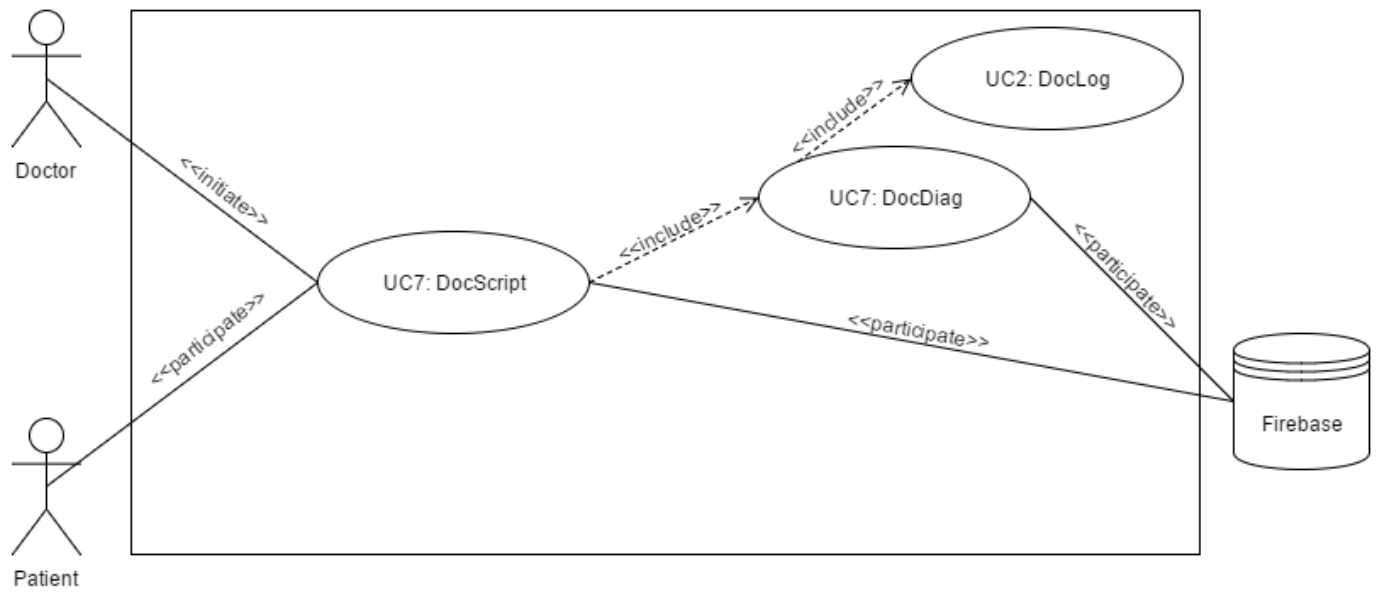 UC2: DocLog
<<include>>
Doctor
<<initiate>>
UC7: DocDiag
<<include>>
<<participate>>
UC7: DocScript
<<participate>>
<<participate>>
Firebase
Patient